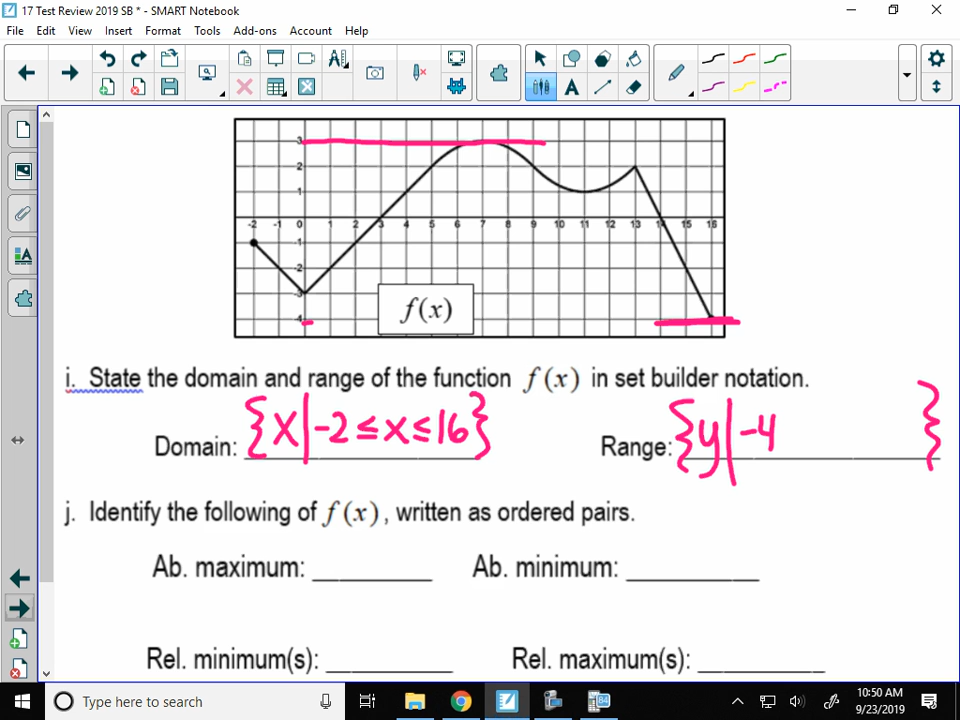 17 Test Review 2019 SB * - SMART Notebook
File Edit View Insert Format Tools Add-ons Account Help
3
2
1
-2 -1 0 1 2 3 4 5 6 7 8 9 10 11 12 13 14 15 16
-1
-2
-3
-4
f(x)
i. State the domain and range of the function f(x) in set builder notation.
Domain: {x|-2≤x≤16} Range: {y|-4 }
j. Identify the following of f(x), written as ordered pairs.
Ab. maximum: __________ Ab. minimum: __________
Rel. minimum(s): __________ Rel. maximum(s): __________
Type here to search
10:50 AM
9/23/2019